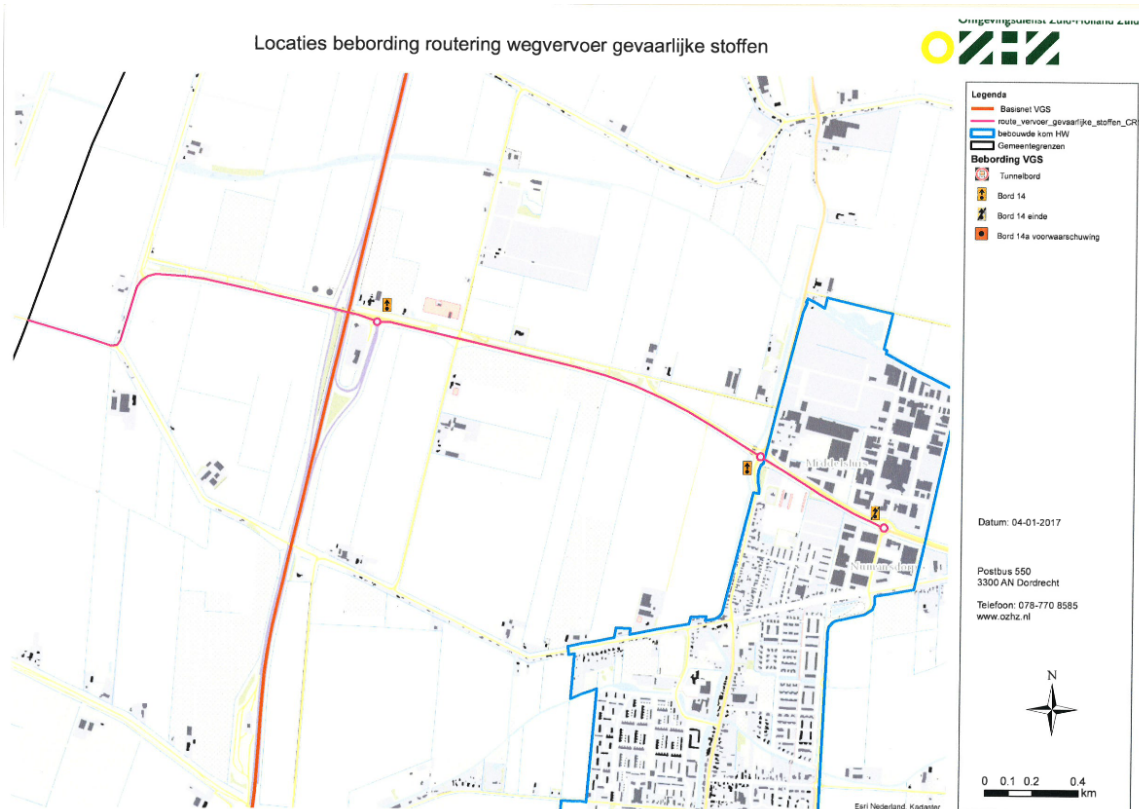 Locaties bebording routering wegvervoer gevaarlijke stoffen
Omgevingsdienst Zuid-Holland Zuid
OZHZ
Legenda
Basisnet VGS
route_vervoer_gevaarlijke_stoffen_CR
bebouwde kom HW
Gemeentegrenzen
Bebording VGS
Tunnelbord
Bord 14
Bord 14 einde
Bord 14a voorwaarschuwing
Middelsluis
Numansdorp
Datum: 04-01-2017
Postbus 550
3300 AN Dordrecht
Telefoon: 078-770 8585
www.ozhz.nl
N
0 0.1 0.2 0.4
km
Esri Nederland, Kadaster